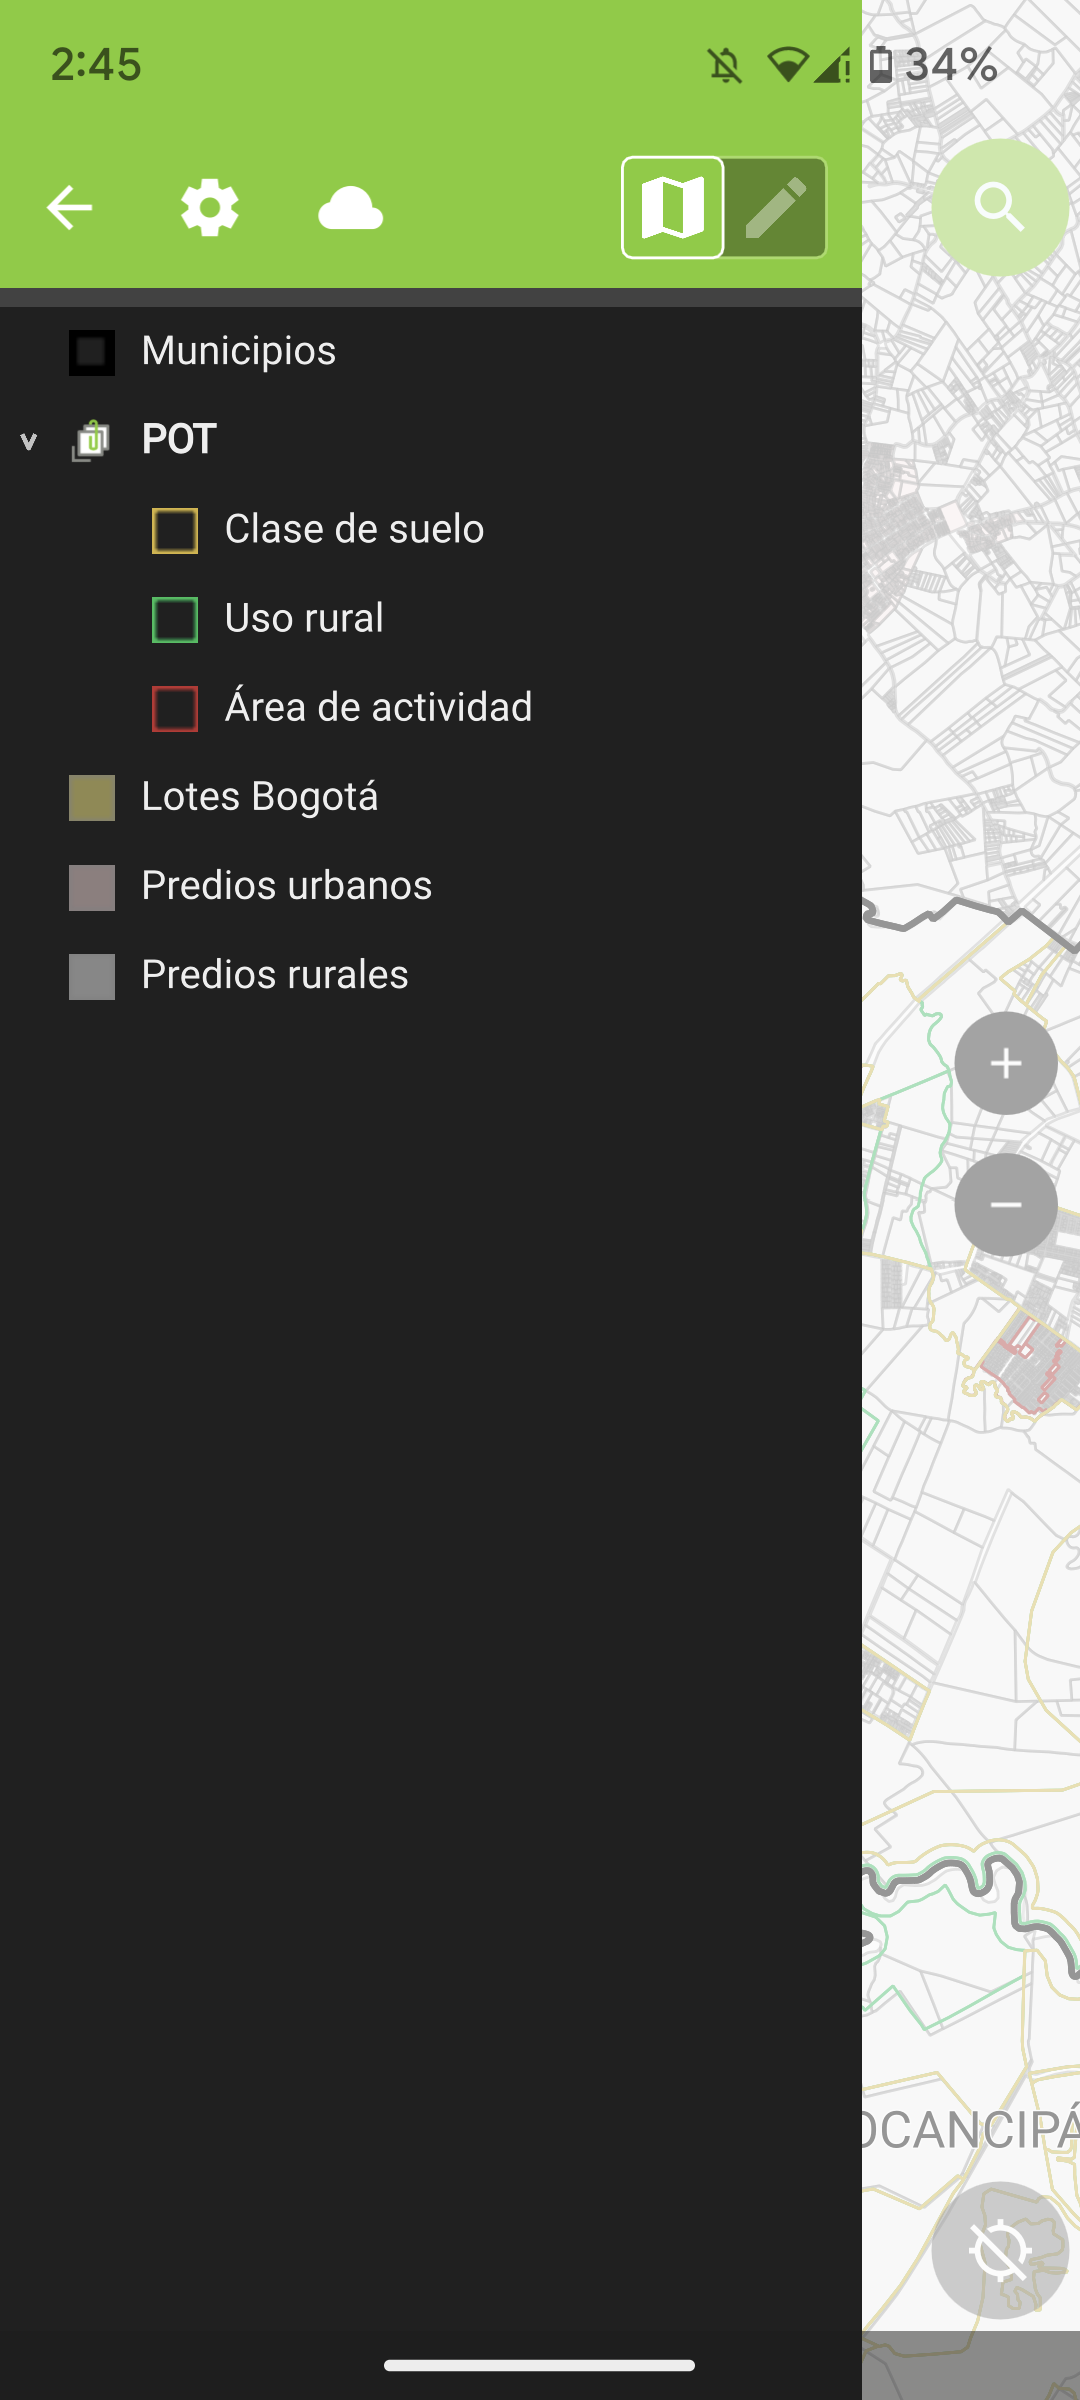 2:45
34%
Municipios
POT
Clase de suelo
Uso rural
Área de actividad
Lotes Bogotá
Predios urbanos
Predios rurales
OCANCIPÁ